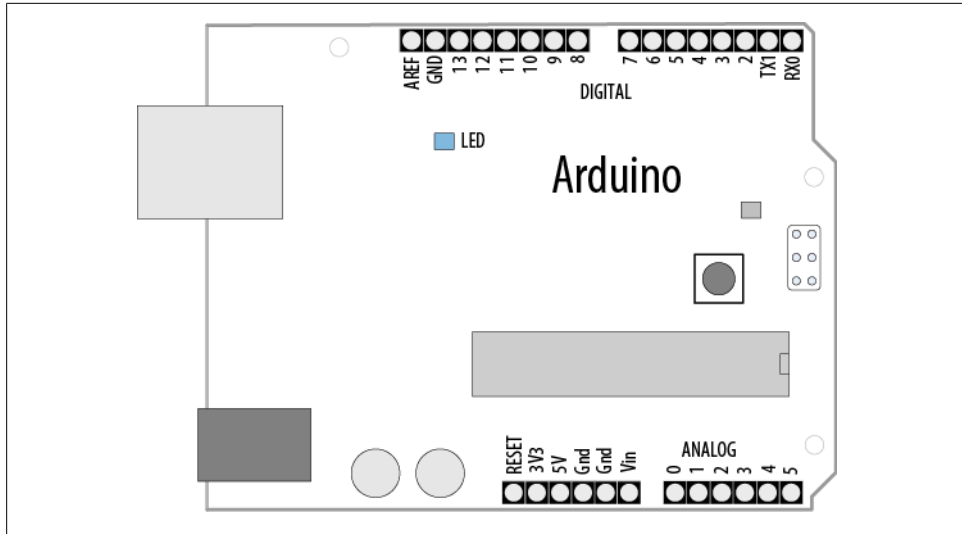 AREF GND 13 12 11 10 9 8 7 6 5 4 3 2 TX1 RX0
DIGITAL
LED
Arduino
RESET 3V3 5V Gnd Gnd Vin
ANALOG
0 1 2 3 4 5